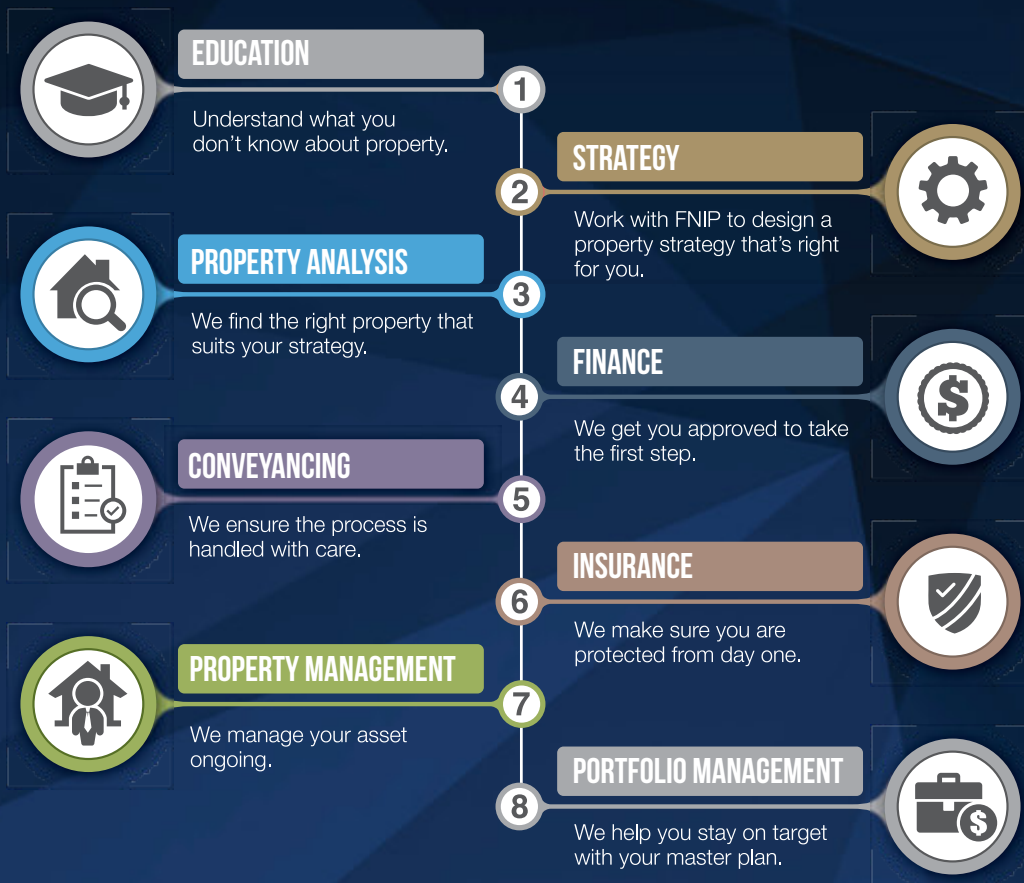 EDUCATION
1
Understand what you
don't know about property.
STRATEGY
2
Work with FNIP to design a
property strategy that's right
for you.
PROPERTY ANALYSIS
3
We find the right property that
suits your strategy.
FINANCE
4
We get you approved to take
the first step.
CONVEYANCING
5
We ensure the process is
handled with care.
INSURANCE
6
We make sure you are
protected from day one.
PROPERTY MANAGEMENT
7
We manage your asset
ongoing.
PORTFOLIO MANAGEMENT
8
We help you stay on target
with your master plan.
$
$